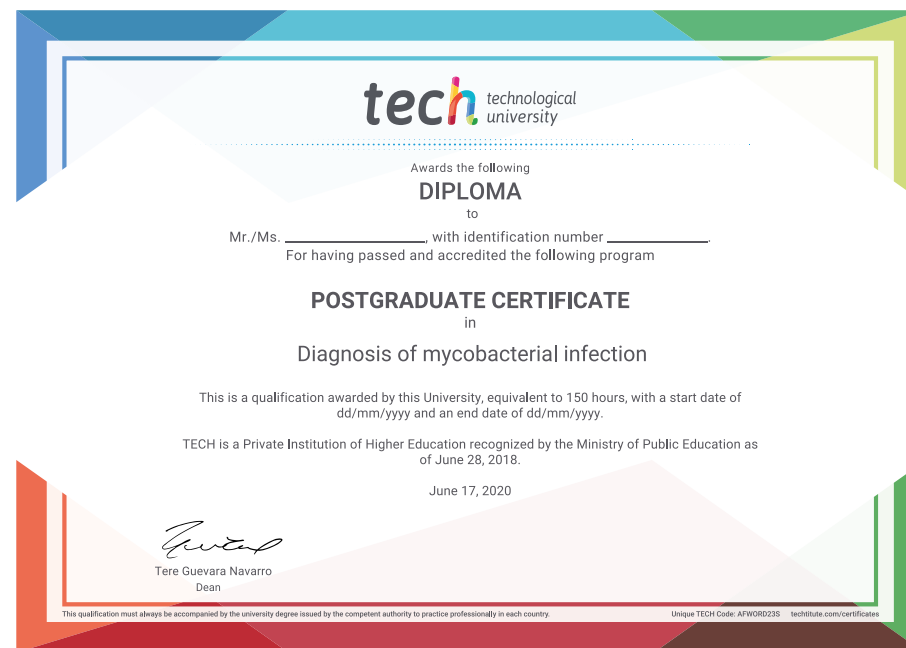 tech technological
university
Awards the following
DIPLOMA
to
Mr./Ms. ____________________, with identification number ______________.
For having passed and accredited the following program
POSTGRADUATE CERTIFICATE
in
Diagnosis of mycobacterial infection
This is a qualification awarded by this University, equivalent to 150 hours, with a start date of
dd/mm/yyyy and an end date of dd/mm/yyyy.
TECH is a Private Institution of Higher Education recognized by the Ministry of Public Education as
of June 28, 2018.
June 17, 2020
Tere Guevara Navarro
Dean
This qualification must always be accompanied by the university degree issued by the competent authority to practice professionally in each country. Unique TECH Code: AFWORD23S techtitute.com/certificates